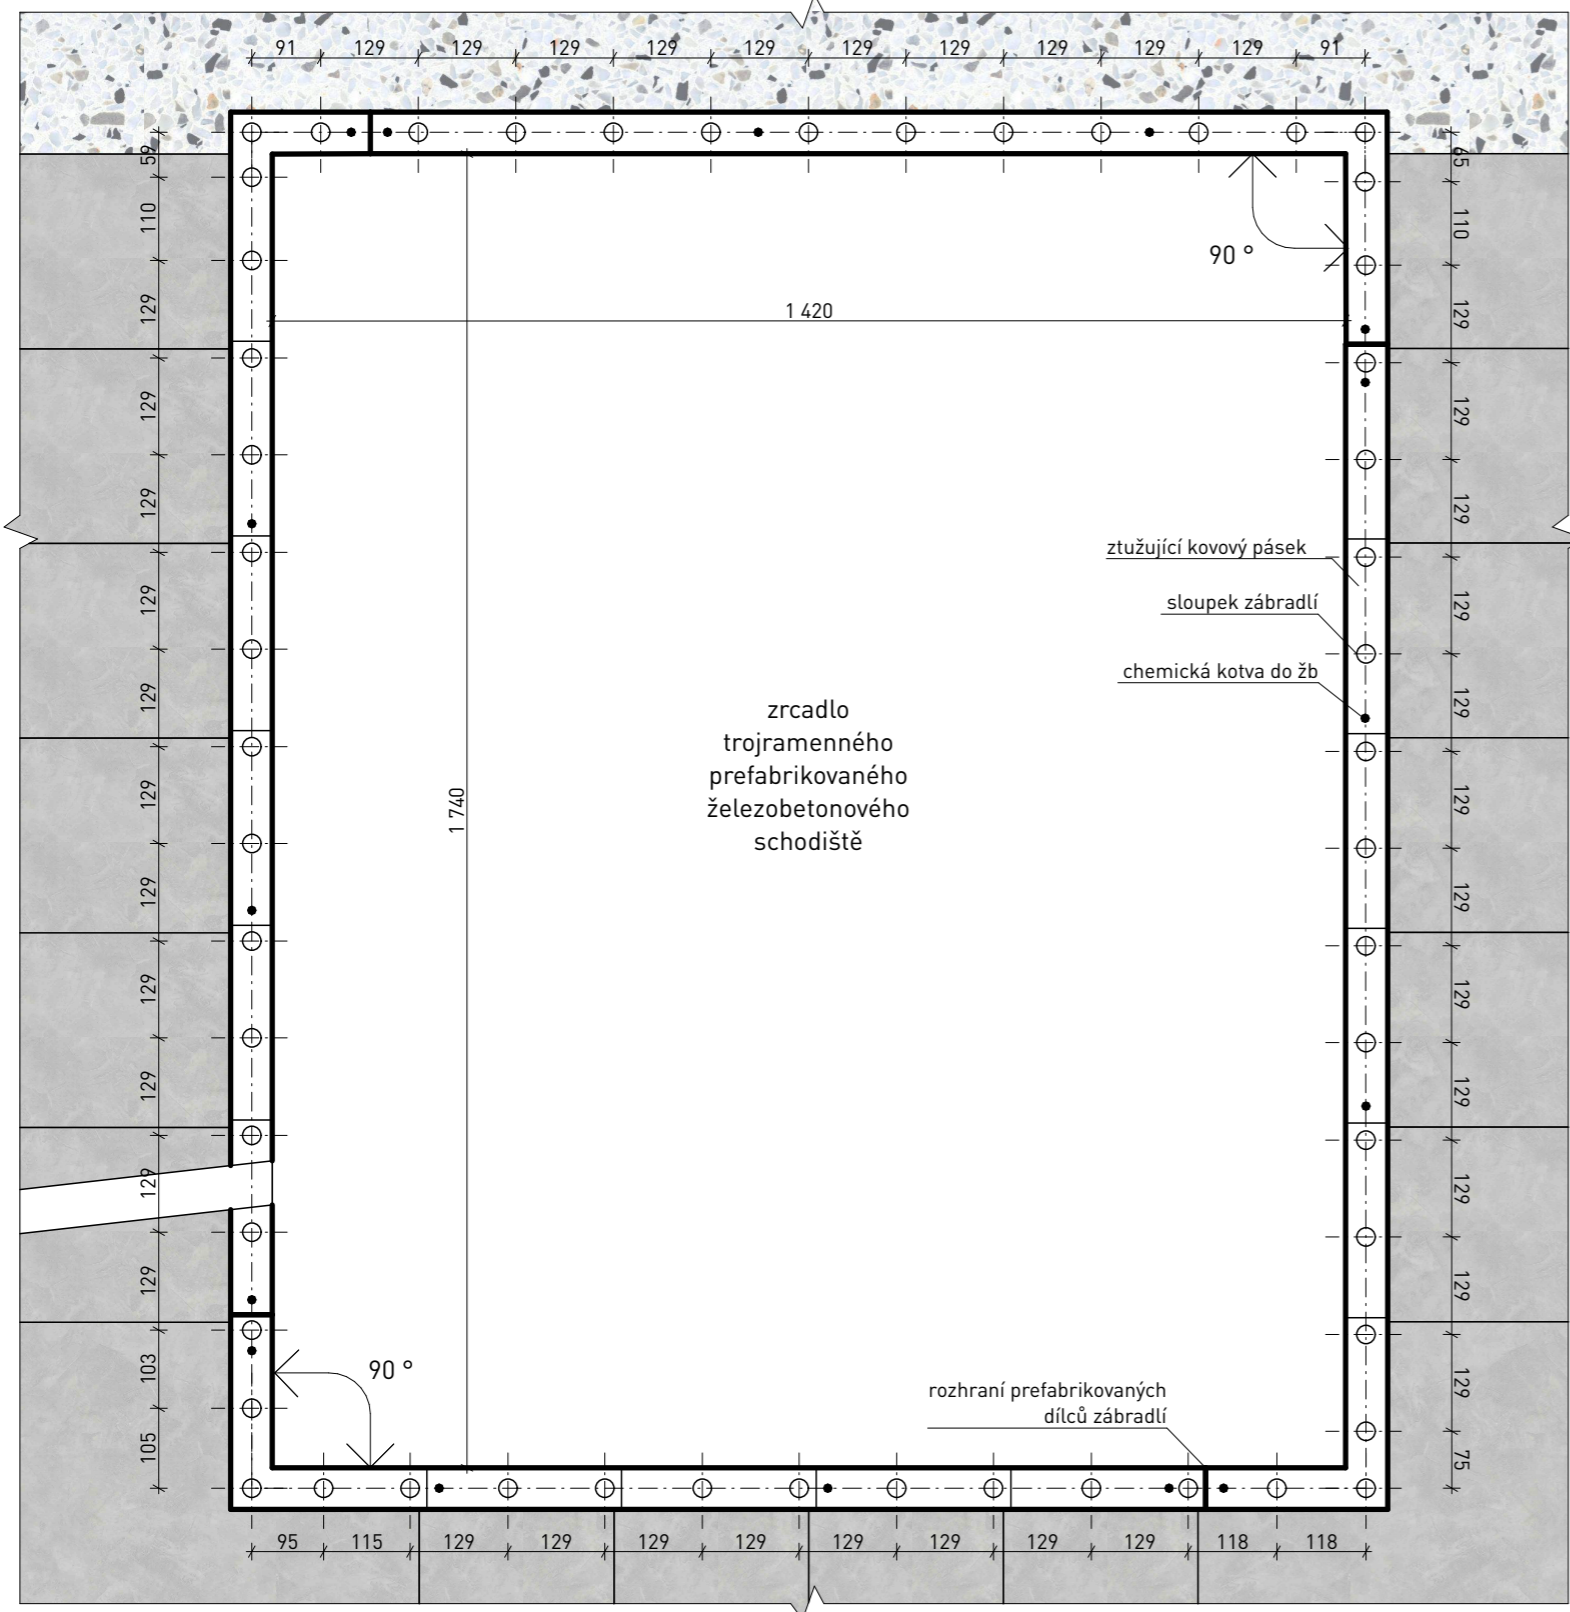 91 129 129 129 129 129 129 129 129 129 129 91
59
110
129
129
129
129
129
129
129
129
129
129
129
103
105
65
110
129
129
129
129
129
129
129
129
129
129
129
129
75
90 °
1 420
ztužující kovový pásek
sloupek zábradlí
chemická kotva do žb
zrcadlo
trojramenného
prefabrikovaného
železobetonového
schodiště
1 740
90 °
rozhraní prefabrikovaných
dílců zábradlí
95 115 129 129 129 129 129 129 129 129 118 118